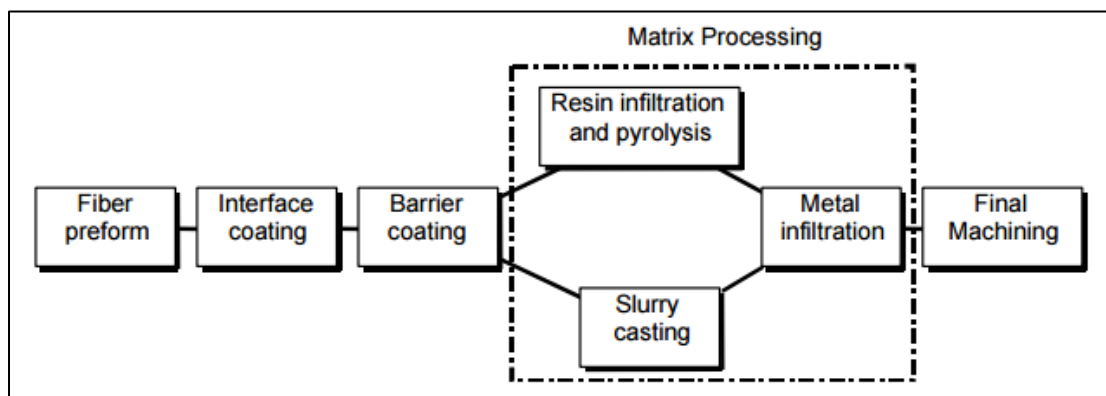 Matrix Processing
Resin infiltration
and pyrolysis
Fiber
preform
Interface
coating
Barrier
coating
Metal
infiltration
Final
Machining
Slurry
casting